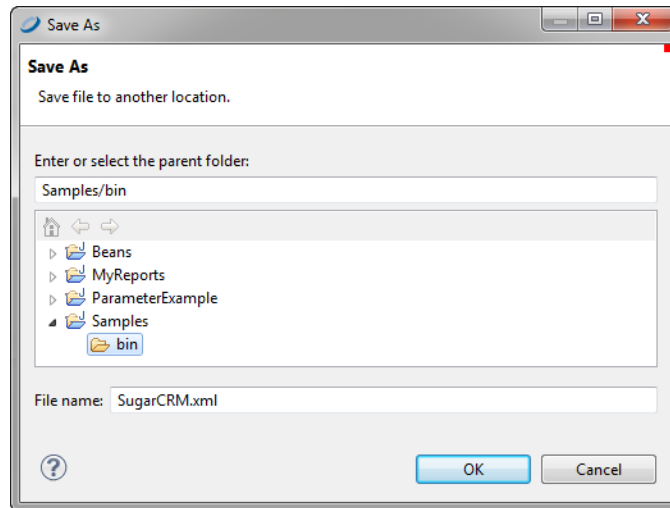 Save As
Save As
Save file to another location.
Enter or select the parent folder:
Samples/bin
Beans
MyReports
ParameterExample
Samples
bin
File name: SugarCRM.xml
OK Cancel